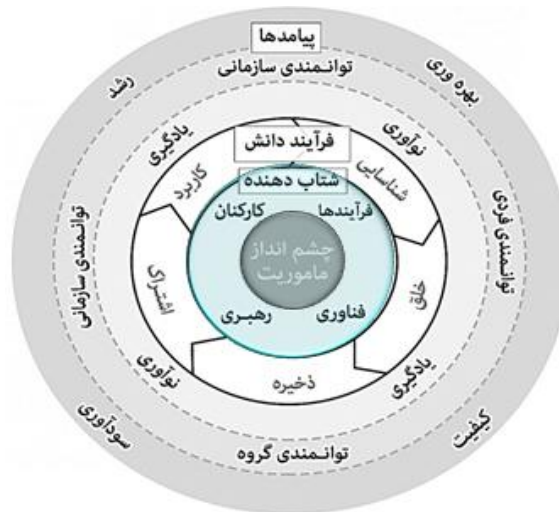 پیامدها
توانمندی سازمانی
رشد
بهره وری
یادگیری
نوآوری
فرآیند دانش
کاربرد
شناسایی
شتاب دهنده
کارکنان
فرآیندها
چشم انداز
ماموریت
توانمندی سازمانی
توانمندی فردی
اشتراک
خلق
رهبری
فناوری
ذخیره
نوآوری
یادگیری
سودآوری
توانمندی گروه
کیفیت